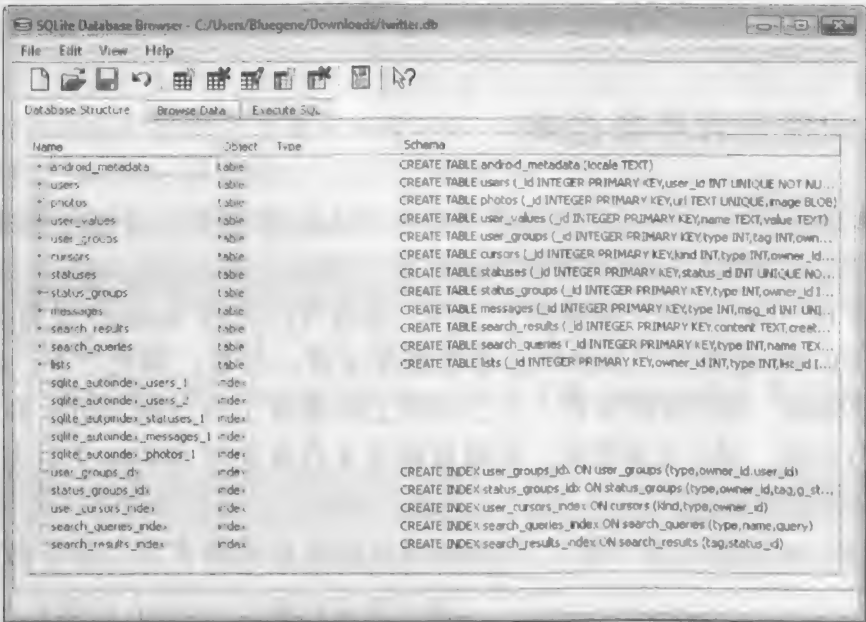 SQLite Database Browser - C:/Users/Bluegene/Downloads/twitter.db
File Edit View Help
Database Structure Browse Data Execute SQL
Name Object Type Schema
android_metadata table CREATE TABLE android_metadata (locale TEXT)
users table CREATE TABLE users (_id INTEGER PRIMARY KEY,user_id INT UNIQUE NOT NU...
photos table CREATE TABLE photos (_id INTEGER PRIMARY KEY,url TEXT UNIQUE,image BLOB)
user_values table CREATE TABLE user_values (_id INTEGER PRIMARY KEY,name TEXT,value TEXT)
user_groups table CREATE TABLE user_groups (_id INTEGER PRIMARY KEY,type INT,tag INT,own...
cursors table CREATE TABLE cursors (_id INTEGER PRIMARY KEY,kind INT,type INT,owner_id...
statuses table CREATE TABLE statuses (_id INTEGER PRIMARY KEY,status_id INT UNIQUE NO...
status_groups table CREATE TABLE status_groups (_id INTEGER PRIMARY KEY,type INT,owner_id I...
messages table CREATE TABLE messages (_id INTEGER PRIMARY KEY,type INT,msg_id INT UNI...
search_results table CREATE TABLE search_results (_id INTEGER PRIMARY KEY,content TEXT,creat...
search_queries table CREATE TABLE search_queries (_id INTEGER PRIMARY KEY,type INT,name TEX...
lists table CREATE TABLE lists (_id INTEGER PRIMARY KEY,owner_id INT,type INT,list_id I...
sqlite_autoindex_users_1 index
sqlite_autoindex_users_2 index
sqlite_autoindex_statuses_1 index
sqlite_autoindex_messages_1 index
sqlite_autoindex_photos_1 index
user_groups_idx index CREATE INDEX user_groups_idx ON user_groups (type,owner_id,user_id)
status_groups_idx index CREATE INDEX status_groups_idx ON status_groups (type,owner_id,tag,g_st...
user_cursors_index index CREATE INDEX user_cursors_index ON cursors (kind,type,owner_id)
search_queries_index index CREATE INDEX search_queries_index ON search_queries (type,name,query)
search_results_index index CREATE INDEX search_results_index ON search_results (tag,status_id)